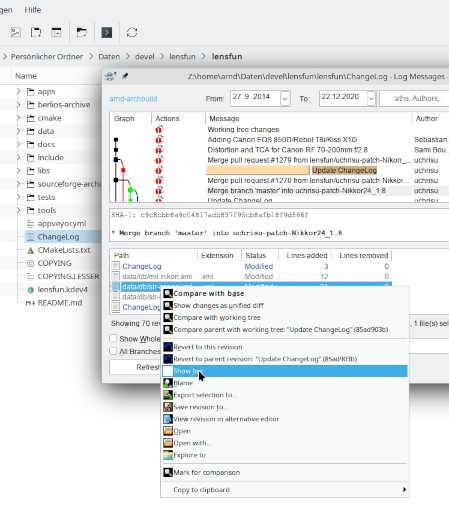 gen Hilfe
Persönlicher Ordner > Daten > devel > lensfun > lensfun
Name
apps
berlios-archive
cmake
data
docs
include
libs
sourceforge-archi
tests
tools
appveyoryml
ChangeLog
CMakeLists.txt
COPYING
COPYING.LESSER
lensfun.kdev4
README.md
Z:\home\arnd\Daten\devel\lensfun\lensfun\ChangeLog - Log Messages -
amd-archbuild From: 27. 9 .2014 To: 22.12.2020 aths, Authors,
Graph Actions Message Author
Working tree changes
Adding Canon EOS 850D/Rebel T8i/Kiss X10i Sebastian.
Distortion and TCA for Canon RF 70-200mm f/2.8 Sami Bou..
Merge pull request #1279 from lensfun/uchrisu-patch-Nikon_... uchrisu
Update ChangeLog uchrisu
Merge pull request #1270 from lensfun/uchrisu-patch-Nikkor... uchrisu
Merge branch 'master' into uchrisu-patch-Nikkor24_1.8 uchrisu
Update ChangeLog uchrisu
* Merge branch 'master' into uchrisu-patch-Nikkor24_1.8
Path Extension Status Lines added Lines removed
ChangeLog Modified 3 0
data/db/mil-nikon.xml .xml Modified 12 0
data/db/slr-
ChangeLog
Showing 70 re
, 1 file(s) sel
Show Whole
All Branches
Refres
Compare with base
Show changes as unified diff
Compare with working tree
Compare parent with working tree: "Update ChangeLog" (85ad903b)
Revert to this revision
Revert to parent revision: "Update ChangeLog" (85ad903b)
Show log
Blame
Export selection to...
Save revision to...
View revision in alternative editor
Open
Open with...
Explore to
Mark for comparison
Copy to clipboard